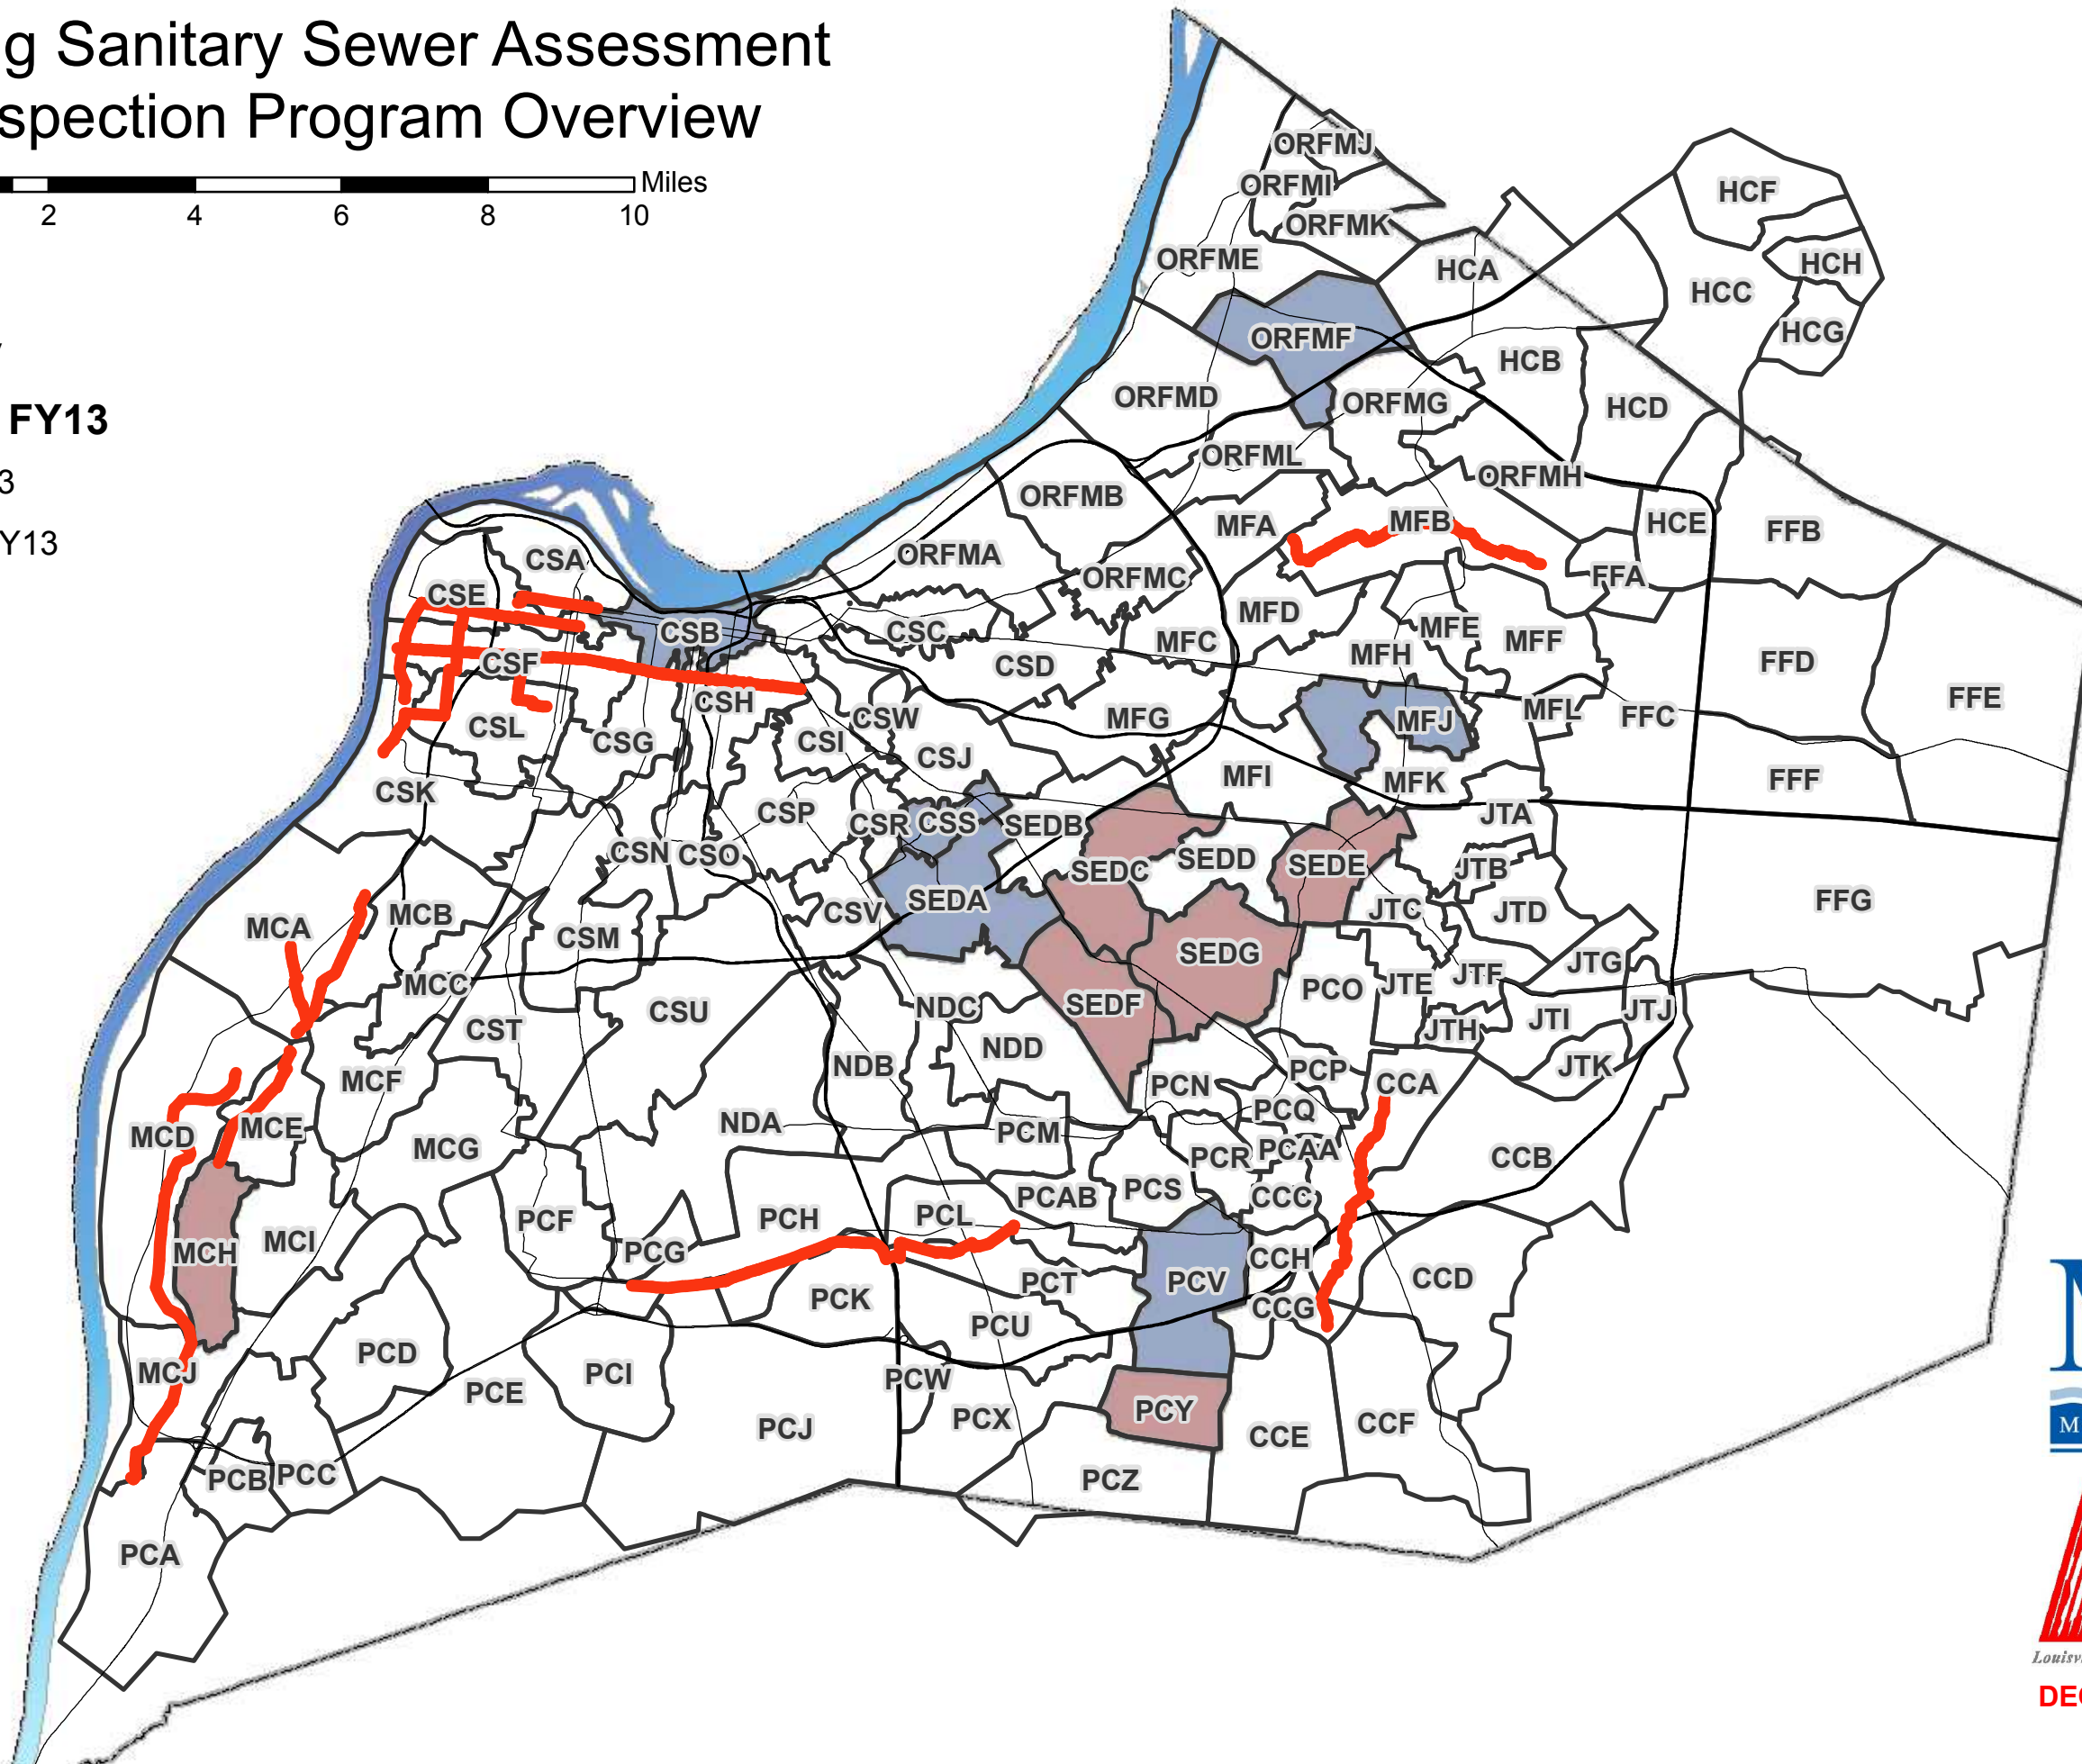 g Sanitary Sewer Assessment
spection Program Overview
Miles
2 4 6 8 10
FY13
3
Y13
ORFMJ
ORFMI
ORFMK
ORFME
HCF
HCA
HCH
HCC
HCG
ORFMF
HCB
ORFMD
ORFMG
HCD
ORFML
ORFMH
ORFMB
MFA
MFB
HCE
FFB
CSA
ORFMA
ORFMC
FFA
CSE
MFD
CSB
CSC
MFC
MFE
MFF
CSF
CSD
MFH
FFD
FFE
CSH
CSW
MFG
MFJ
MFL
FFC
CSL
CSG
CSI
CSJ
CSK
MFI
MFK
FFF
CSP
CSR
CSS
SEDB
JTA
CSN
CSO
SEDC
SEDD
SEDE
JTB
MCA
MCB
CSV
SEDA
JTC
JTD
FFG
CSM
SEDG
MCC
JTE
JTF
JTG
PCO
CST
CSU
NDC
SEDF
JTH
JTI
JTJ
NDD
MCF
NDB
PCN
PCP
CCA
JTK
MCD
MCE
NDA
PCM
PCQ
MCG
PCR
PCAA
CCB
PCAB
PCS
CCC
PCF
PCH
PCL
MCH
MCI
PCG
CCH
PCT
PCV
CCD
PCK
CCG
PCU
PCD
MCJ
PCI
PCW
PCE
PCX
PCY
CCE
CCF
PCJ
PCB
PCC
PCZ
PCA
M
Louisv
DE